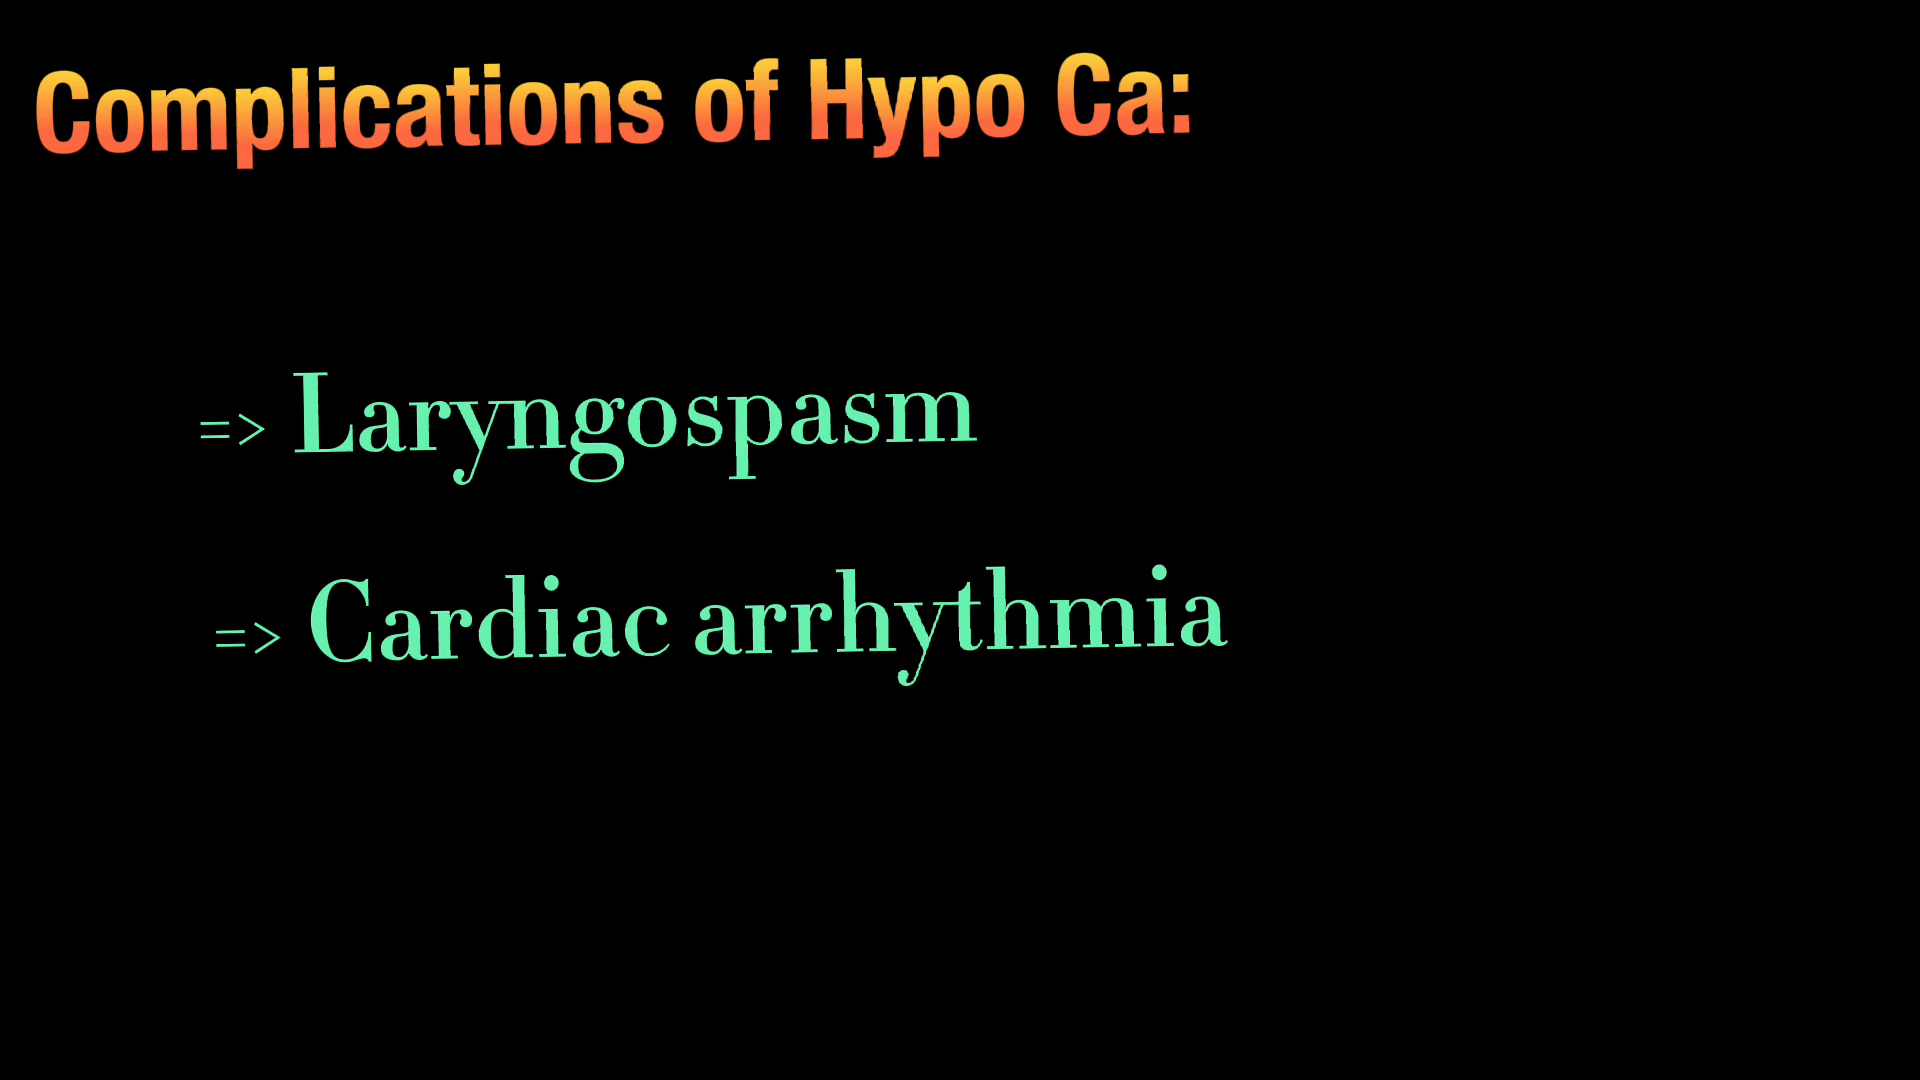 Complications of Hypo Ca:
=> Laryngospasm
=> Cardiac arrhythmia